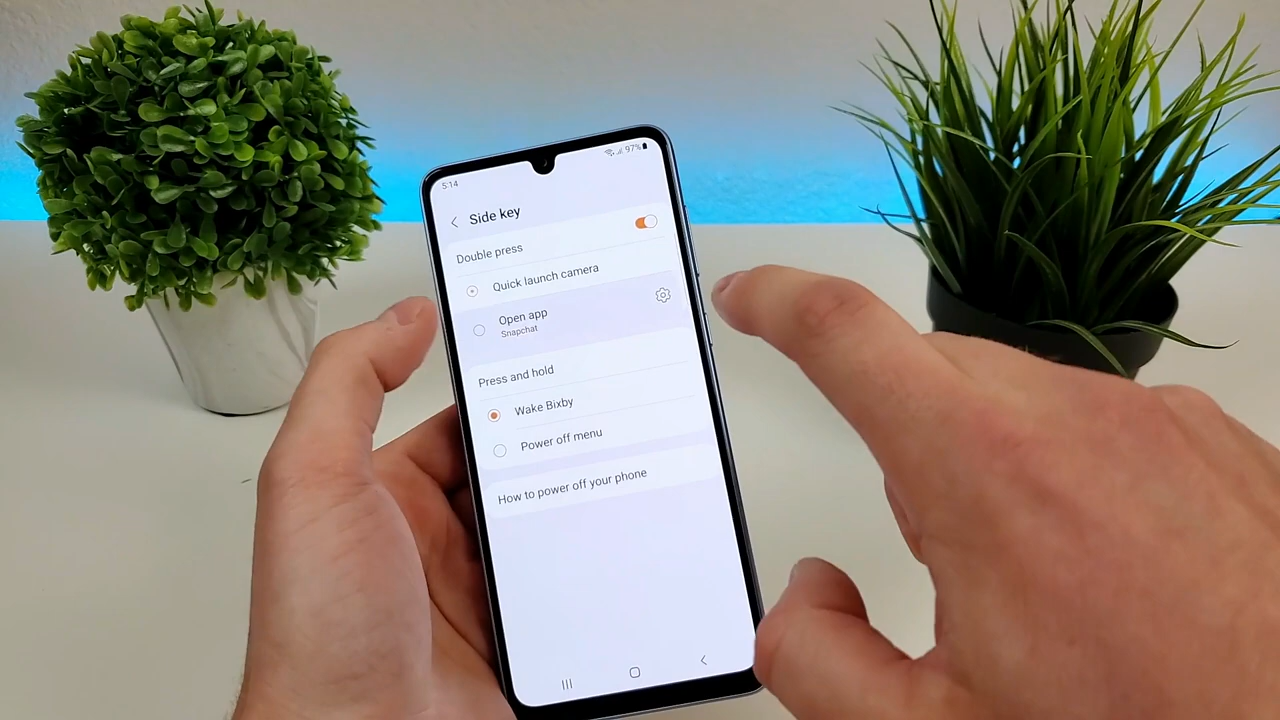 5:14
97%
Side key
Double press
Quick launch camera
Open app
Snapchat
Press and hold
Wake Bixby
Power off menu
How to power off your phone